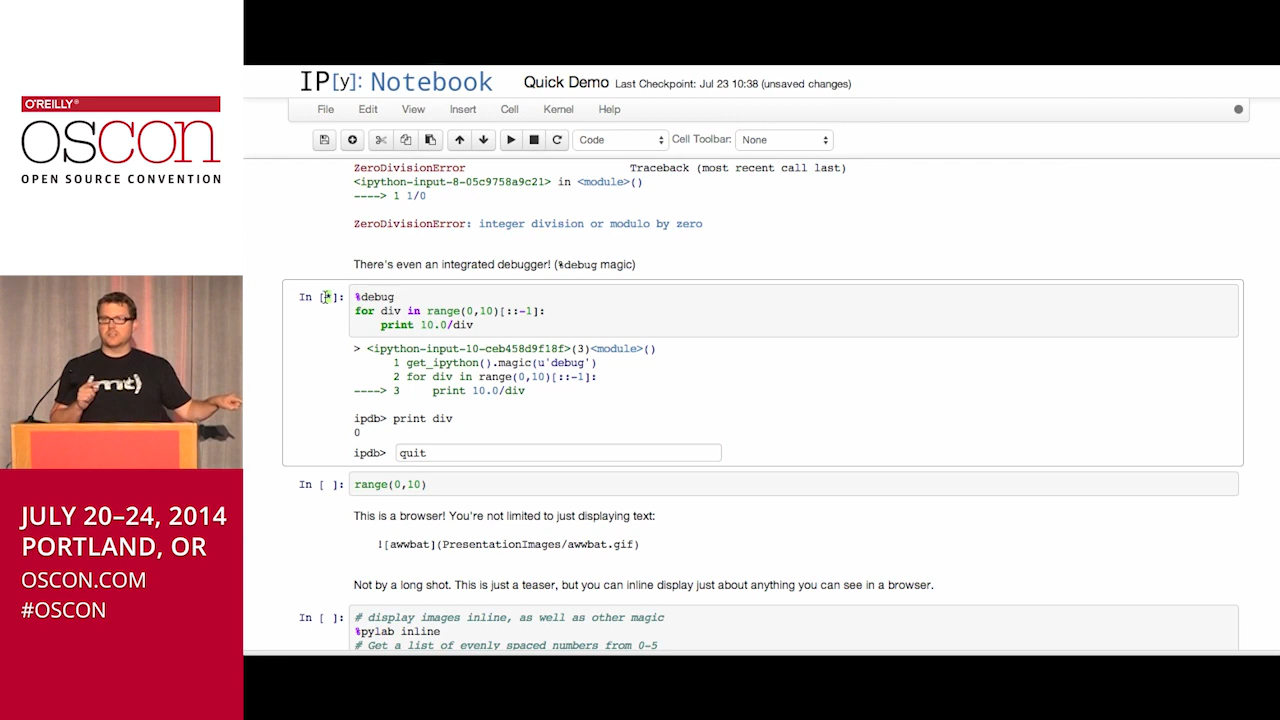 O'REILLY®
OSCON
OPEN SOURCE CONVENTION
JULY 20–24, 2014
PORTLAND, OR
OSCON.COM
#OSCON
IP[y]: Notebook Quick Demo Last Checkpoint: Jul 23 10:38 (unsaved changes)
File Edit View Insert Cell Kernel Help
Code Cell Toolbar: None
ZeroDivisionError Traceback (most recent call last)
<ipython-input-8-05c9758a9c21> in <module>()
----> 1 1/0
ZeroDivisionError: integer division or modulo by zero
There's even an integrated debugger! (%debug magic)
In [*]: %debug
for div in range(0,10)[::-1]:
print 10.0/div
> <ipython-input-10-ceb458d9f18f>(3)<module>()
1 get_ipython().magic(u'debug')
2 for div in range(0,10)[::-1]:
----> 3 print 10.0/div
ipdb> print div
0
ipdb> quit
In [ ]: range(0,10)
This is a browser! You're not limited to just displaying text:
![awwbat](PresentationImages/awwbat.gif)
Not by a long shot. This is just a teaser, but you can inline display just about anything you can see in a browser.
In [ ]: # display images inline, as well as other magic
%pylab inline
# Get a list of evenly spaced numbers from 0-5